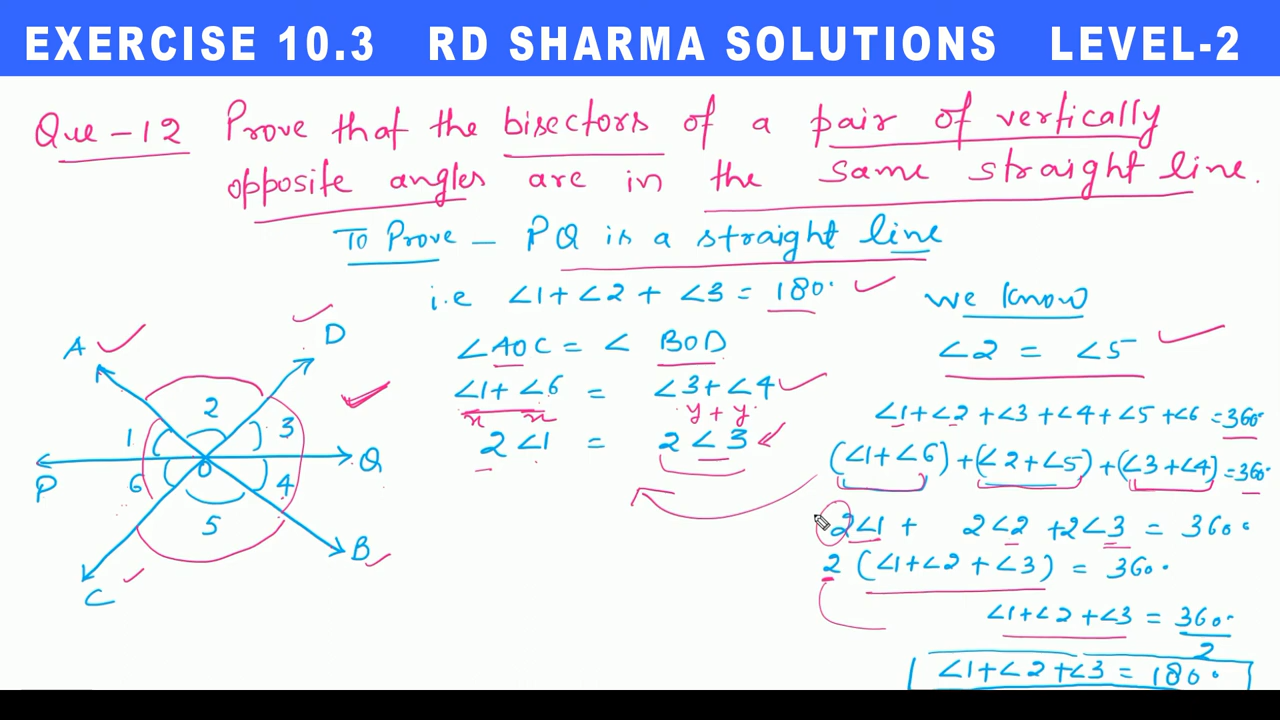 EXERCISE 10.3 RD SHARMA SOLUTIONS LEVEL-2
Que-12 Prove that the bisectors of a pair of vertically
opposite angles are in the same straight line.
To Prove - PQ is a straight line
i.e ∠1+∠2 + ∠3 = 180°
∠AOC = ∠ BOD
∠1+ ∠6 = ∠3+∠4
x x y + y
2∠1 = 2∠3
we know
∠2 = ∠5
∠1+∠2+∠3+∠4+∠5+∠6=360°
(∠1+∠6)+(∠2+∠5)+(∠3+∠4)=360°
2∠1 + 2∠2 +2∠3 = 360°
2 (∠1+∠2+∠3) = 360°
∠1+∠2+∠3 = 360°
2
∠1+∠2+∠3 = 180°
A
D
2
1
3
P
O
Q
6
4
5
B
C